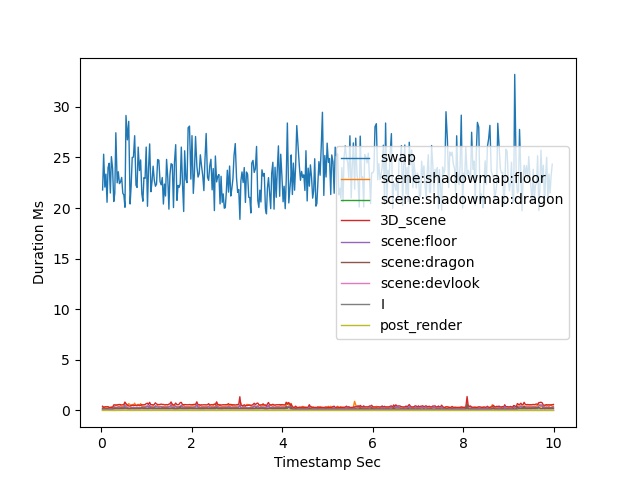 30
25
20
15
10
5
0
Duration Ms
swap
scene:shadowmap:floor
scene:shadowmap:dragon
3D_scene
scene:floor
scene:dragon
scene:devlook
I
post_render
0 2 4 6 8 10
Timestamp Sec